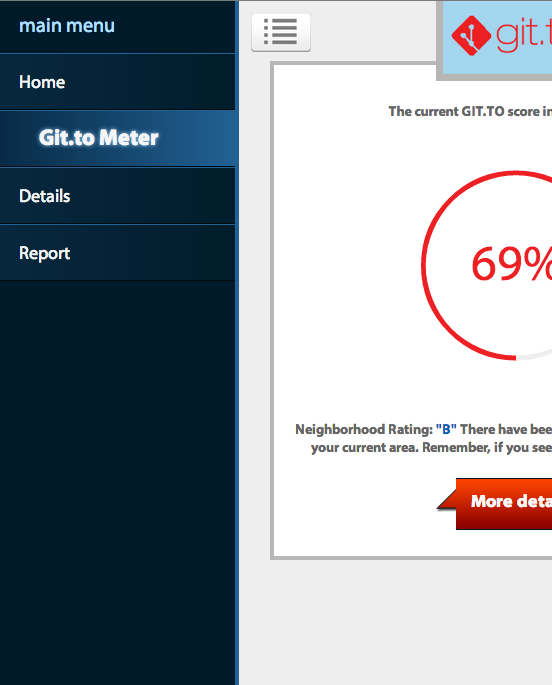 main menu
Home
Git.to Meter
Details
Report
git.t
The current GIT.TO score in
69%
Neighborhood Rating: "B" There have bee
your current area. Remember, if you see
More deta